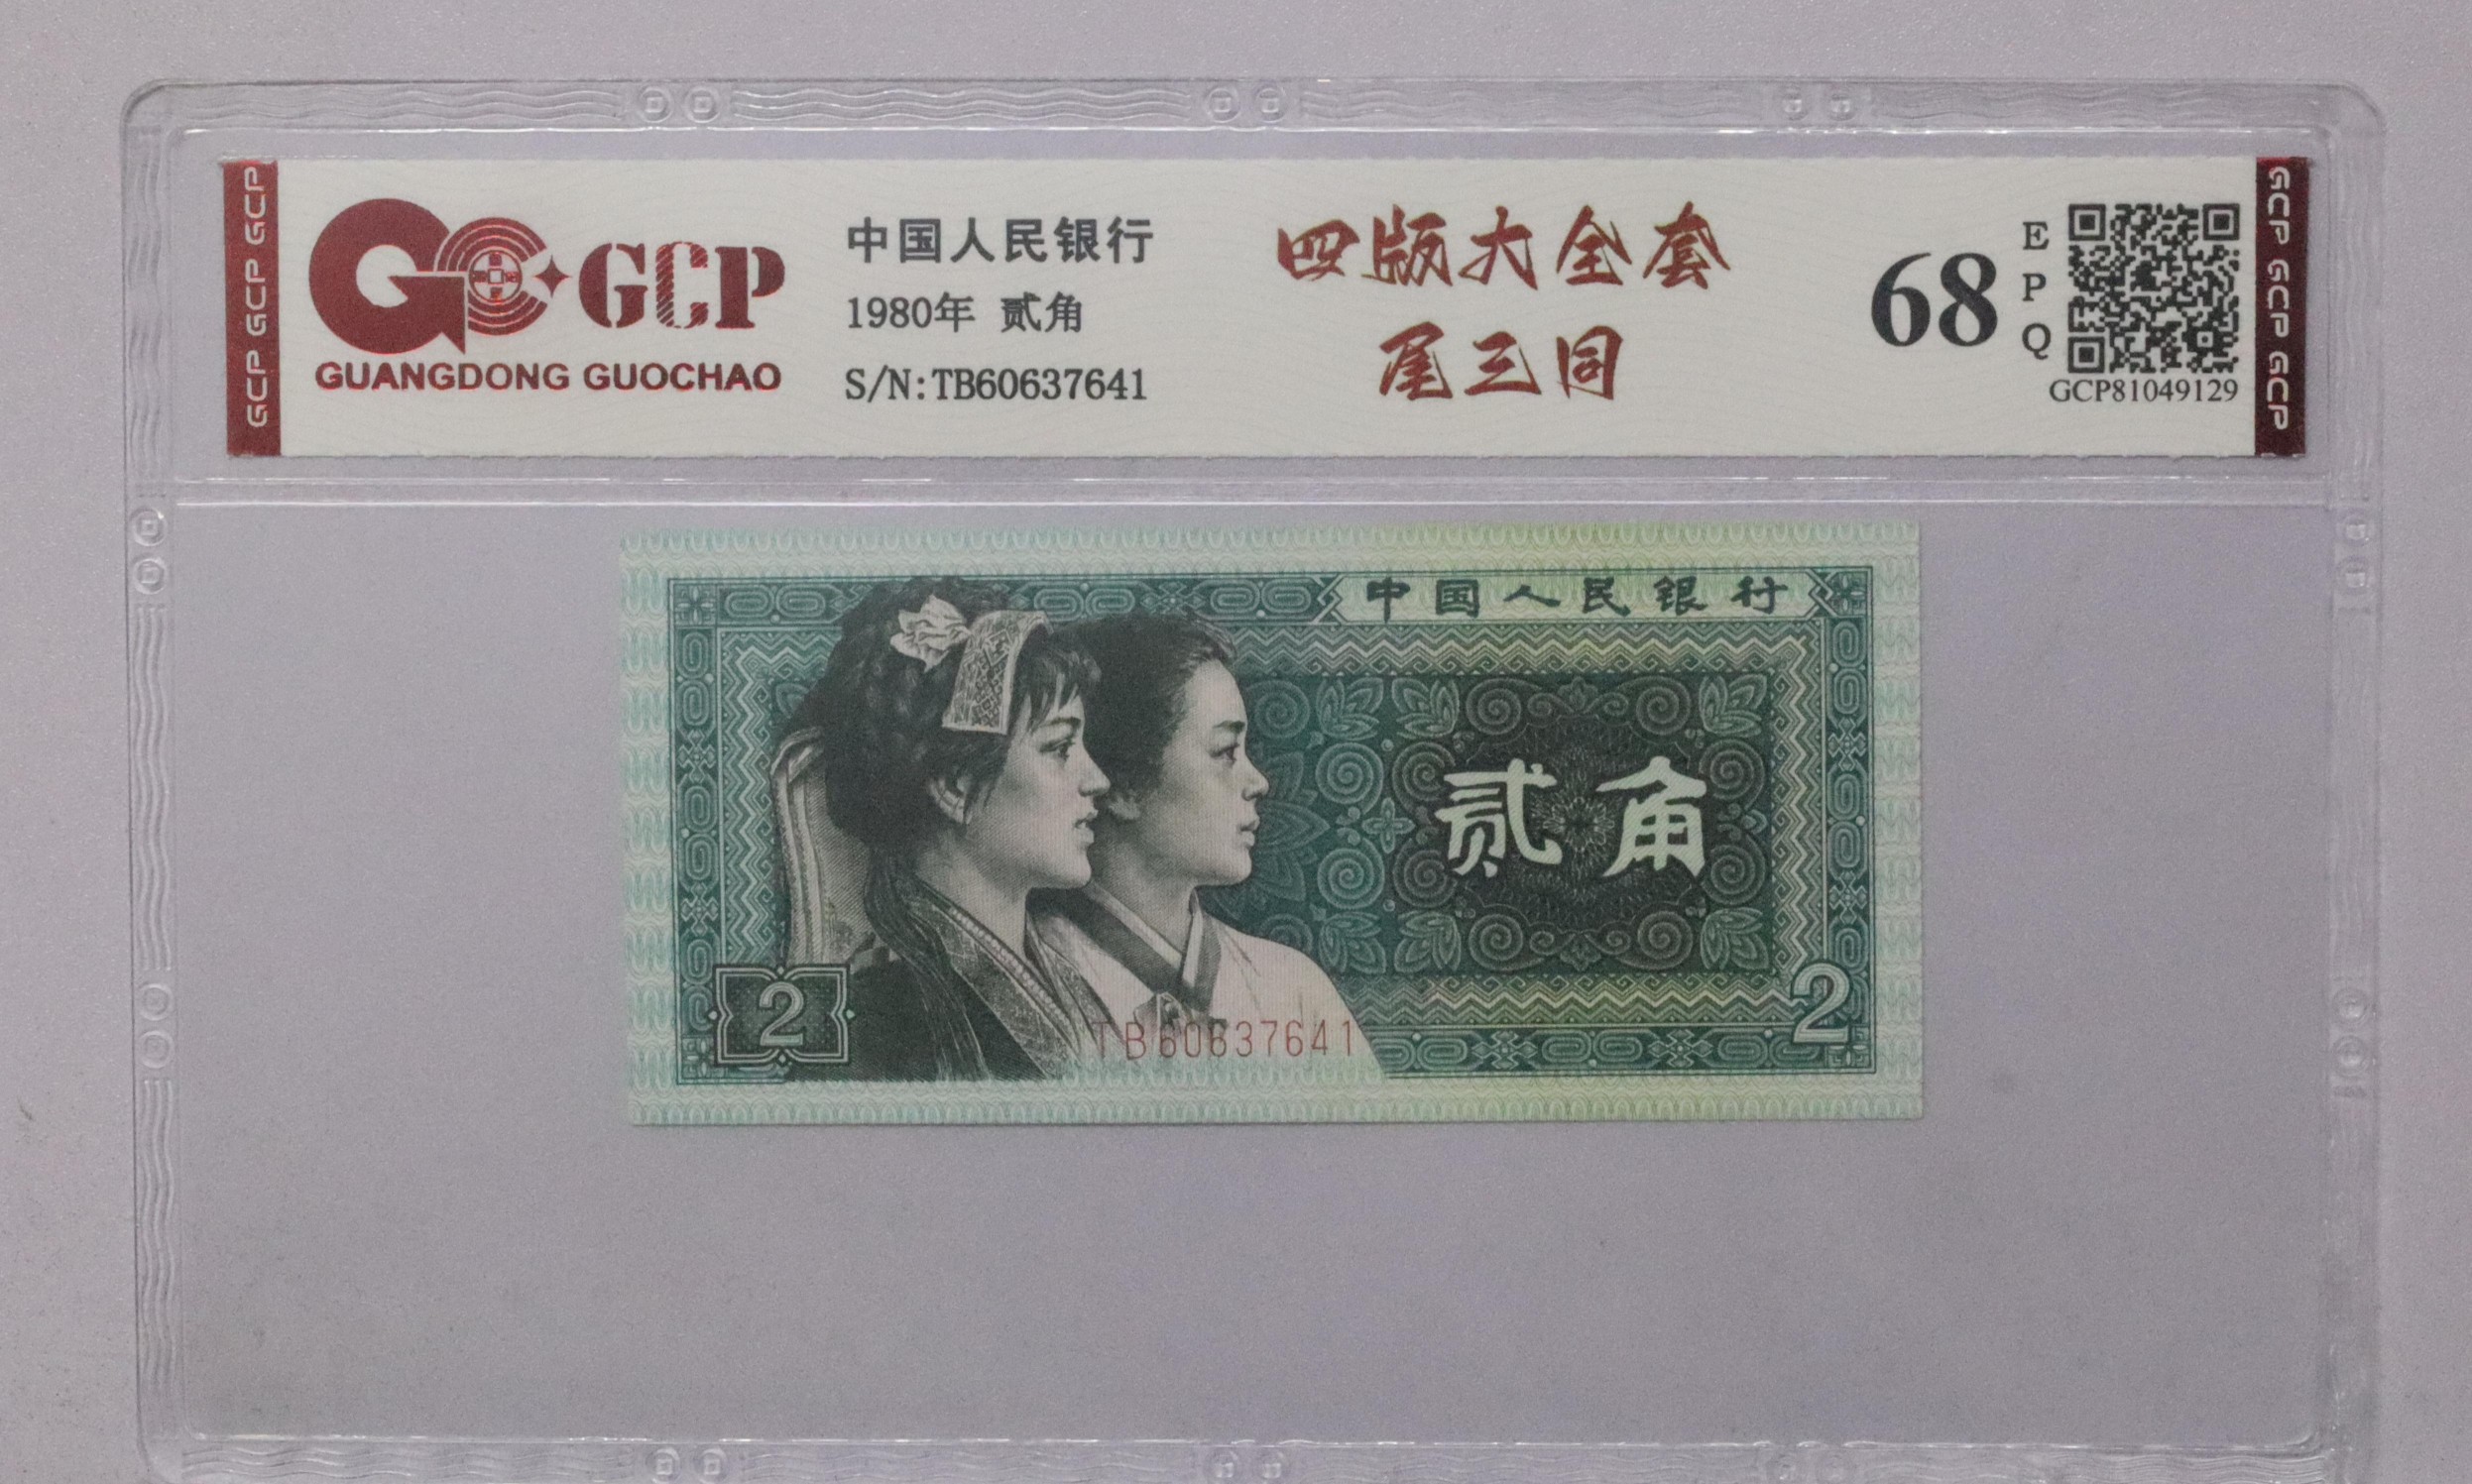 GCP GCP GCP
GCP
GUANGDONG GUOCHAO
中国人民银行
1980年 贰角
S/N:TB60637641
四版大全套
尾三同
68
E
P
Q
GCP81049129
GCP GCP GCP
中国人民银行
贰角
2
TB60637641
2